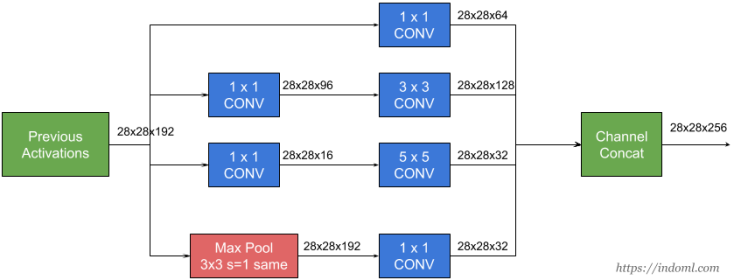 1 x 1
CONV
28x28x64
1 x 1
CONV
28x28x96
3 x 3
CONV
28x28x128
Previous
Activations
28x28x192
1 x 1
CONV
28x28x16
5 x 5
CONV
28x28x32
Channel
Concat
28x28x256
Max Pool
3x3 s=1 same
28x28x192
1 x 1
CONV
28x28x32
https://indoml.com